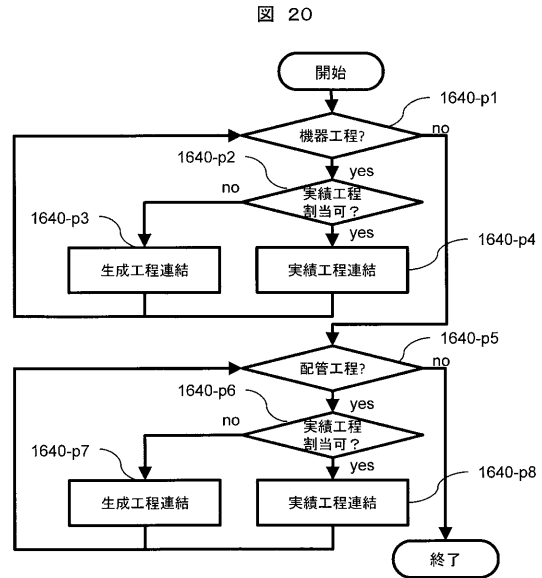 図 20
開始
1640-p1
機器工程?
no
1640-p2
yes
no
実績工程
割当可?
1640-p3
yes
1640-p4
生成工程連結
実績工程連結
1640-p5
配管工程?
no
1640-p6
yes
no
実績工程
割当可?
1640-p7
yes
1640-p8
生成工程連結
実績工程連結
終了